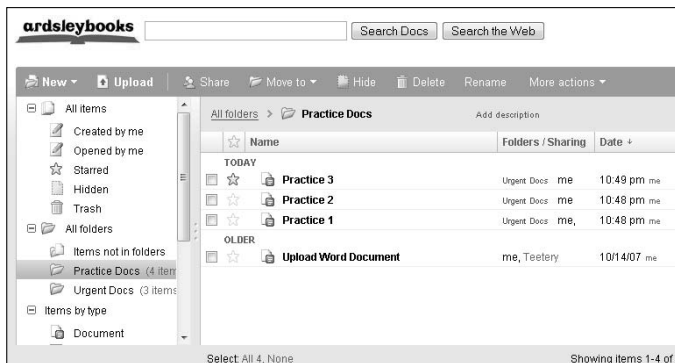 ardsleybooks
Search Docs Search the Web
New Upload Share Move to Hide Delete Rename More actions
All items
Created by me
Opened by me
Starred
Hidden
Trash
All folders
Items not in folders
Practice Docs (4 item
Urgent Docs (3 items
Items by type
Document
All folders > Practice Docs Add description
Name Folders / Sharing Date
TODAY
Practice 3 Urgent Docs me 10:49 pm me
Practice 2 Urgent Docs me 10:48 pm me
Practice 1 Urgent Docs me, 10:48 pm me
OLDER
Upload Word Document me, Teetery 10/14/07 me
Select: All 4, None Showing items 1-4 of